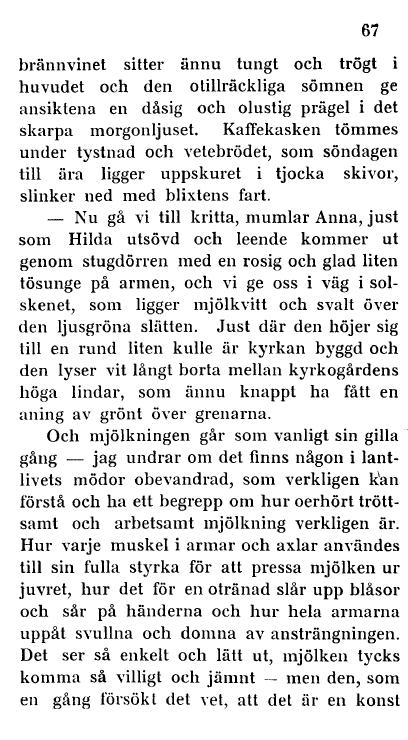 67
brännvinet sitter ännu tungt och trögt i
huvudet och den otillräckliga sömnen ge
ansiktena en dåsig och olustig prägel i det
skarpa morgonljuset. Kaffekasken tömmes
under tystnad och vetebrödet, som söndagen
till ära ligger uppskuret i tjocka skivor,
slinker ned med blixtens fart.
— Nu gå vi till kritta, mumlar Anna, just
som Hilda utsövd och leende kommer ut
genom stugdörren med en rosig och glad liten
tösunge på armen, och vi ge oss i väg i sol-
skenet, som ligger mjölkvitt och svalt över
den ljusgröna slätten. Just där den höjer sig
till en rund liten kulle är kyrkan byggd och
den lyser vit långt borta mellan kyrkogårdens
höga lindar, som ännu knappt ha fått en
aning av grönt över grenarna.
Och mjölkningen går som vanligt sin gilla
gång — jag undrar om det finns någon i lant-
livets mödor obevandrad, som verkligen kan
förstå och ha ett begrepp om hur oerhört trött-
samt och arbetsamt mjölkning verkligen är.
Hur varje muskel i armar och axlar användes
till sin fulla styrka för att pressa mjölken ur
juvret, hur det för en otränad slår upp blåsor
och sår på händerna och hur hela armarna
uppåt svullna och domna av ansträngningen.
Det ser så enkelt och lätt ut, mjölken tycks
komma så villigt och jämnt — men den, som
en gång försökt det vet, att det är en konst